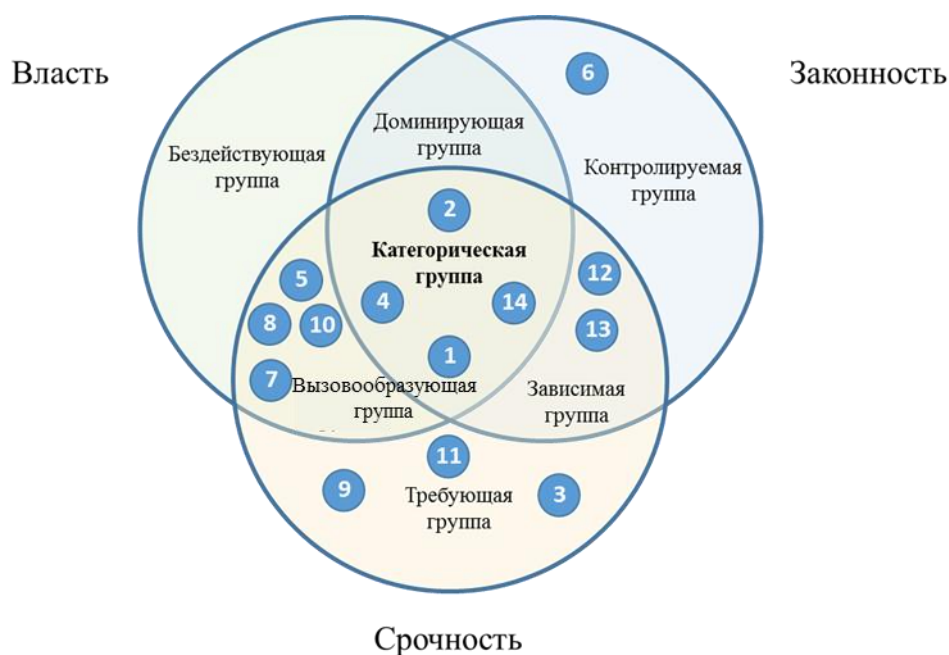 Власть
Законность
6
Доминирующая
группа
Бездействующая
группа
Контролируемая
группа
2
Категорическая
группа
5
12
4
14
8
10
13
1
7
Вызовообразующая
группа
Зависимая
группа
11
9
3
Требующая
группа
Срочность